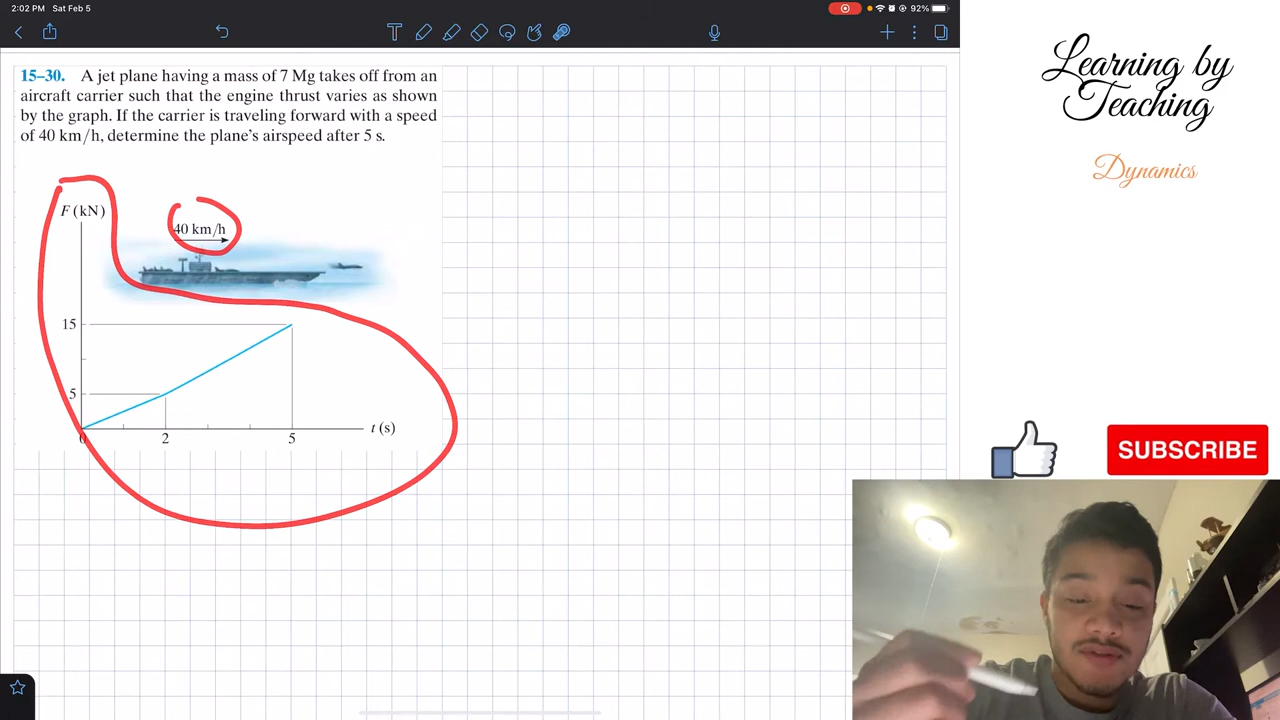 2:02 PM Sat Feb 5
92%
15–30. A jet plane having a mass of 7 Mg takes off from an
aircraft carrier such that the engine thrust varies as shown
by the graph. If the carrier is traveling forward with a speed
of 40 km/h, determine the plane's airspeed after 5 s.
F (kN)
40 km/h
15
5
0
2
5
t (s)
Learning by
Teaching
Dynamics
SUBSCRIBE